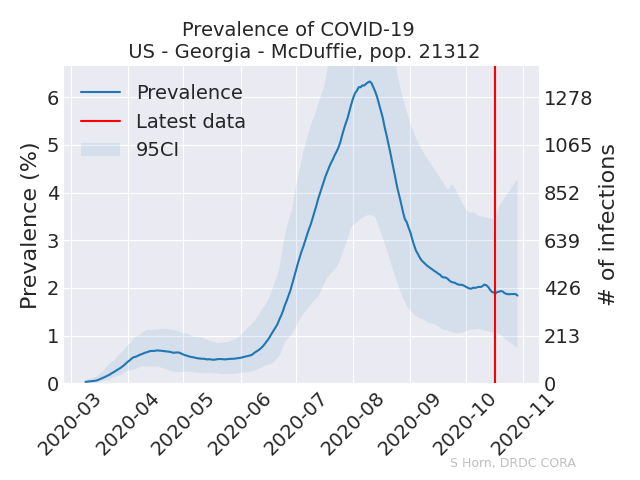 Prevalence of COVID-19
US - Georgia - McDuffie, pop. 21312
Prevalence
Latest data
95CI
Prevalence (%)
6
5
4
3
2
1
0
1278
1065
852
639
426
213
0
# of infections
2020-03
2020-04
2020-05
2020-06
2020-07
2020-08
2020-09
2020-10
2020-11
S Horn, DRDC CORA